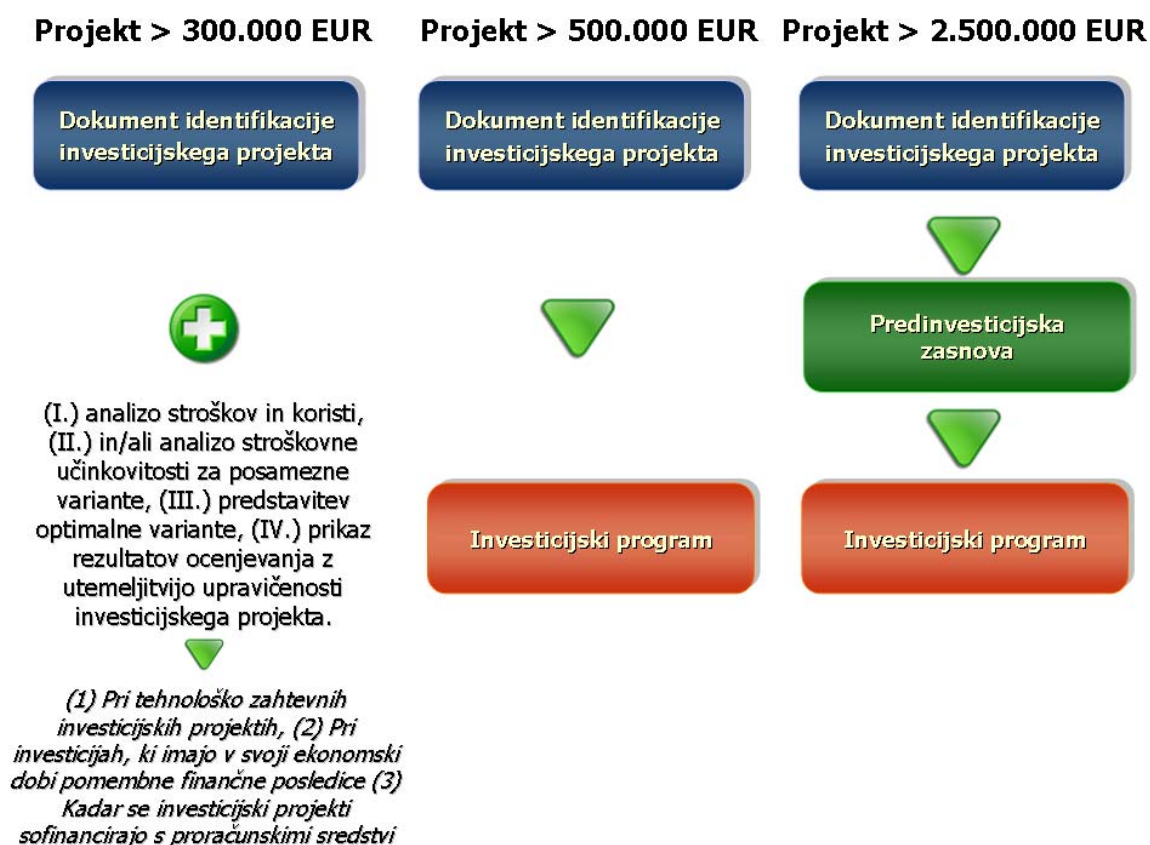 Projekt > 300.000 EUR
Dokument identifikacije
investicijskega projekta
(I.) analizo stroškov in koristi,
(II.) in/ali analizo stroškovne
učinkovitosti za posamezne
variante, (III.) predstavitev
optimalne variante, (IV.) prikaz
rezultatov ocenjevanja z
utemeljitvijo upravičenosti
investicijskega projekta.
(1) Pri tehnološko zahtevnih
investicijskih projektih, (2) Pri
investicijah, ki imajo v svoji ekonomski
dobi pomembne finančne posledice (3)
Kadar se investicijski projekti
sofinancirajo s proračunskimi sredstvi
Projekt > 500.000 EUR
Dokument identifikacije
investicijskega projekta
Investicijski program
Projekt > 2.500.000 EUR
Dokument identifikacije
investicijskega projekta
Predinvesticijska
zasnova
Investicijski program